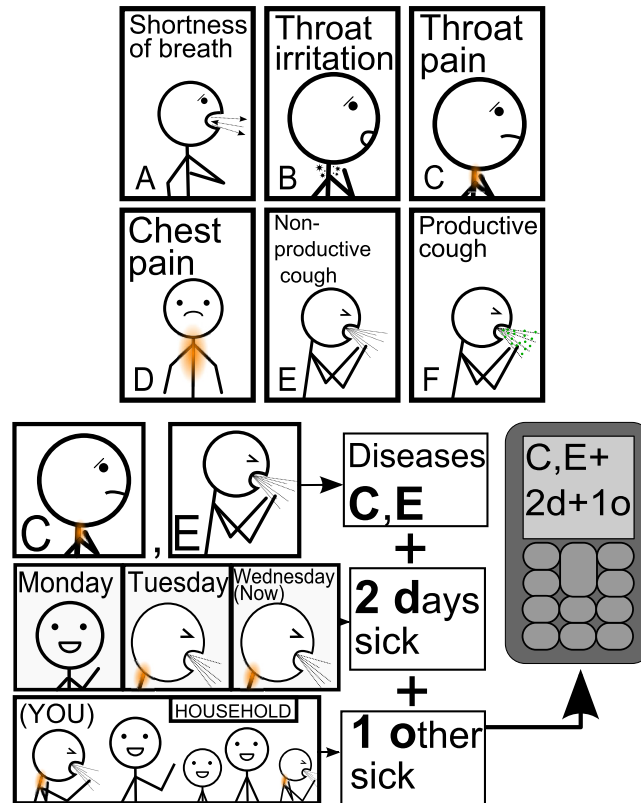 Shortness
of breath
A
Throat
irritation
B
Throat
pain
C
Chest
pain
D
Non-
productive
cough
E
Productive
cough
F
C
,
E
Diseases
C,E
+
Monday
Tuesday
Wednesday
(Now)
2 days
sick
+
(YOU)
HOUSEHOLD
1 other
sick
C,E+
2d+1o